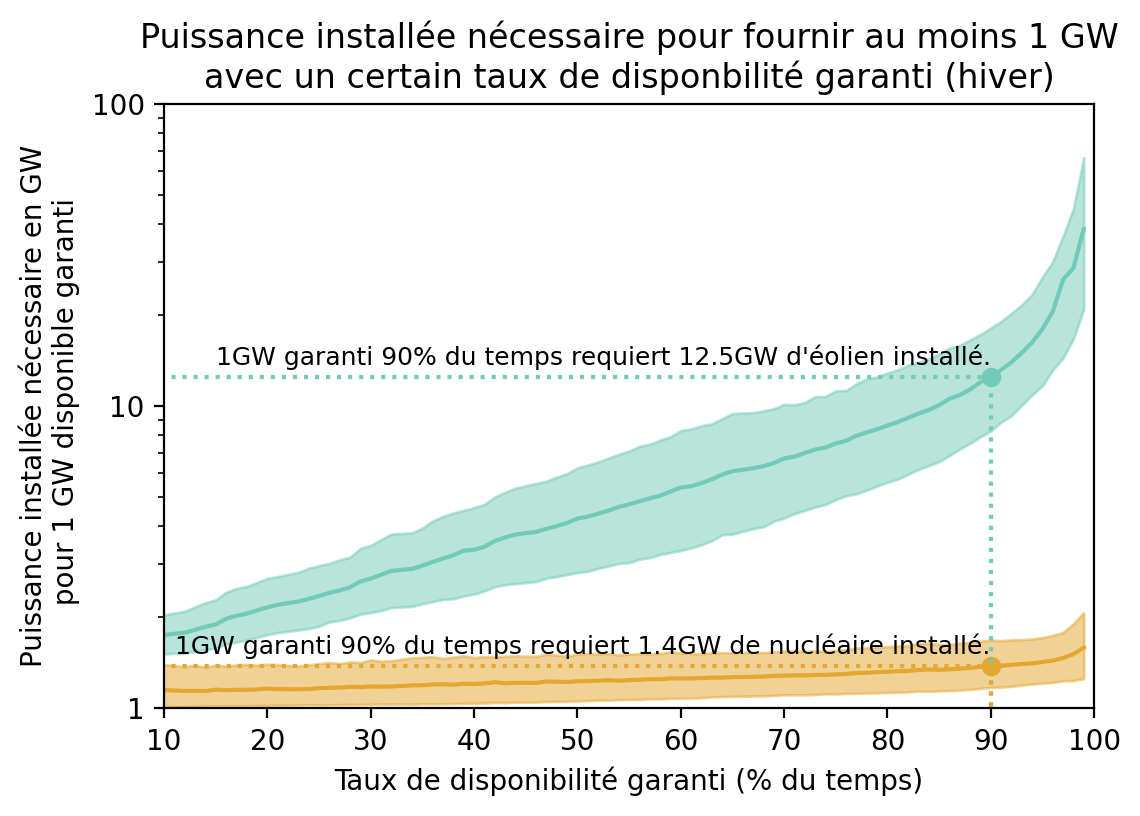 Puissance installée nécessaire pour fournir au moins 1 GW
avec un certain taux de disponbilité garanti (hiver)
Puissance installée nécessaire en GW
pour 1 GW disponible garanti
100
10
1
1GW garanti 90% du temps requiert 12.5GW d'éolien installé.
1GW garanti 90% du temps requiert 1.4GW de nucléaire installé.
10 20 30 40 50 60 70 80 90 100
Taux de disponibilité garanti (% du temps)